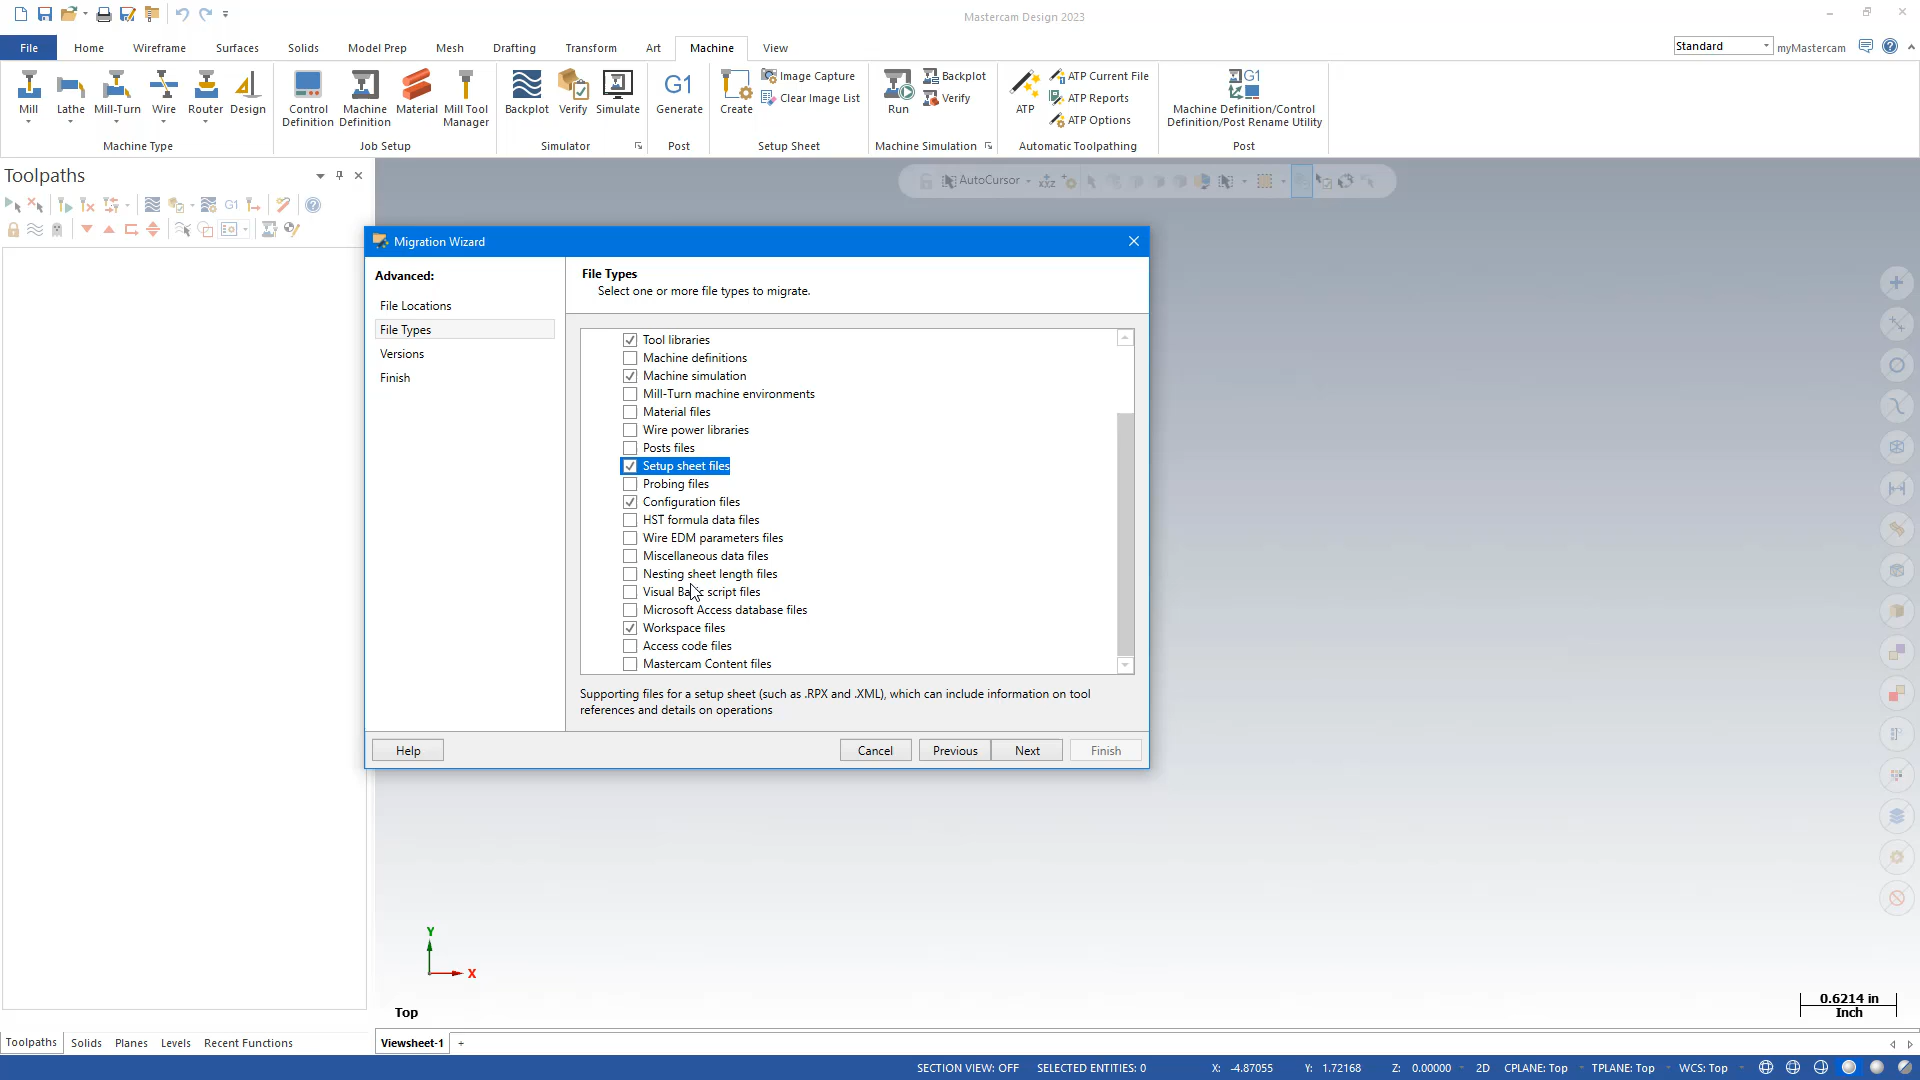 Mastercam Design 2023
File
Home
Wireframe
Surfaces
Solids
Model Prep
Mesh
Drafting
Transform
Art
Machine
View
Standard
myMastercam
Mill
Lathe
Mill-Turn
Wire
Router
Design
Machine Type
Control
Definition
Machine
Definition
Material
Mill Tool
Manager
Job Setup
Backplot
Verify
Simulate
Simulator
G1
Generate
Post
Create
Image Capture
Clear Image List
Setup Sheet
Run
Backplot
Verify
Machine Simulation
ATP
ATP Current File
ATP Reports
ATP Options
Automatic Toolpathing
G1
Machine Definition/Control
Definition/Post Rename Utility
Post
Toolpaths
G1
AutoCursor
XYZ
Migration Wizard
Advanced:
File Locations
File Types
Versions
Finish
File Types
Select one or more file types to migrate.
Tool libraries
Machine definitions
Machine simulation
Mill-Turn machine environments
Material files
Wire power libraries
Posts files
Setup sheet files
Probing files
Configuration files
HST formula data files
Wire EDM parameters files
Miscellaneous data files
Nesting sheet length files
Visual Basic script files
Microsoft Access database files
Workspace files
Access code files
Mastercam Content files
Supporting files for a setup sheet (such as .RPX and .XML), which can include information on tool
references and details on operations
Help
Cancel
Previous
Next
Finish
Y
X
Top
0.6214 in
Inch
Toolpaths
Solids
Planes
Levels
Recent Functions
Viewsheet-1
+
SECTION VIEW: OFF
SELECTED ENTITIES: 0
X: -4.87055
Y: 1.72168
Z: 0.00000
2D
CPLANE: Top
TPLANE: Top
WCS: Top